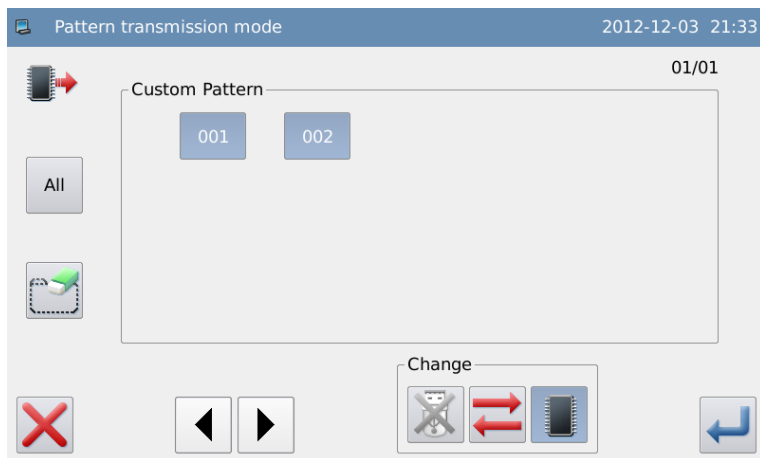 Pattern transmission mode 2012-12-03 21:33
01/01
Custom Pattern
001 002
All
Change